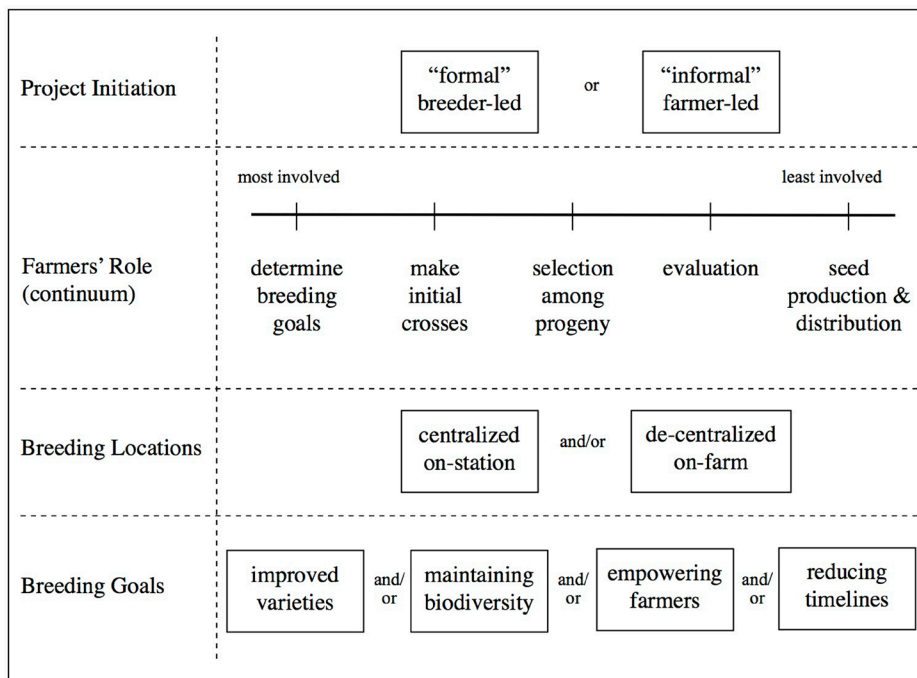 Project Initiation
“formal”
breeder-led
or
“informal”
farmer-led
most involved
least involved
Farmers’ Role
(continuum)
determine
breeding
goals
make
initial
crosses
selection
among
progeny
evaluation
seed
production &
distribution
Breeding Locations
centralized
on-station
and/or
de-centralized
on-farm
Breeding Goals
improved
varieties
and/
or
maintaining
biodiversity
and/
or
empowering
farmers
and/
or
reducing
timelines